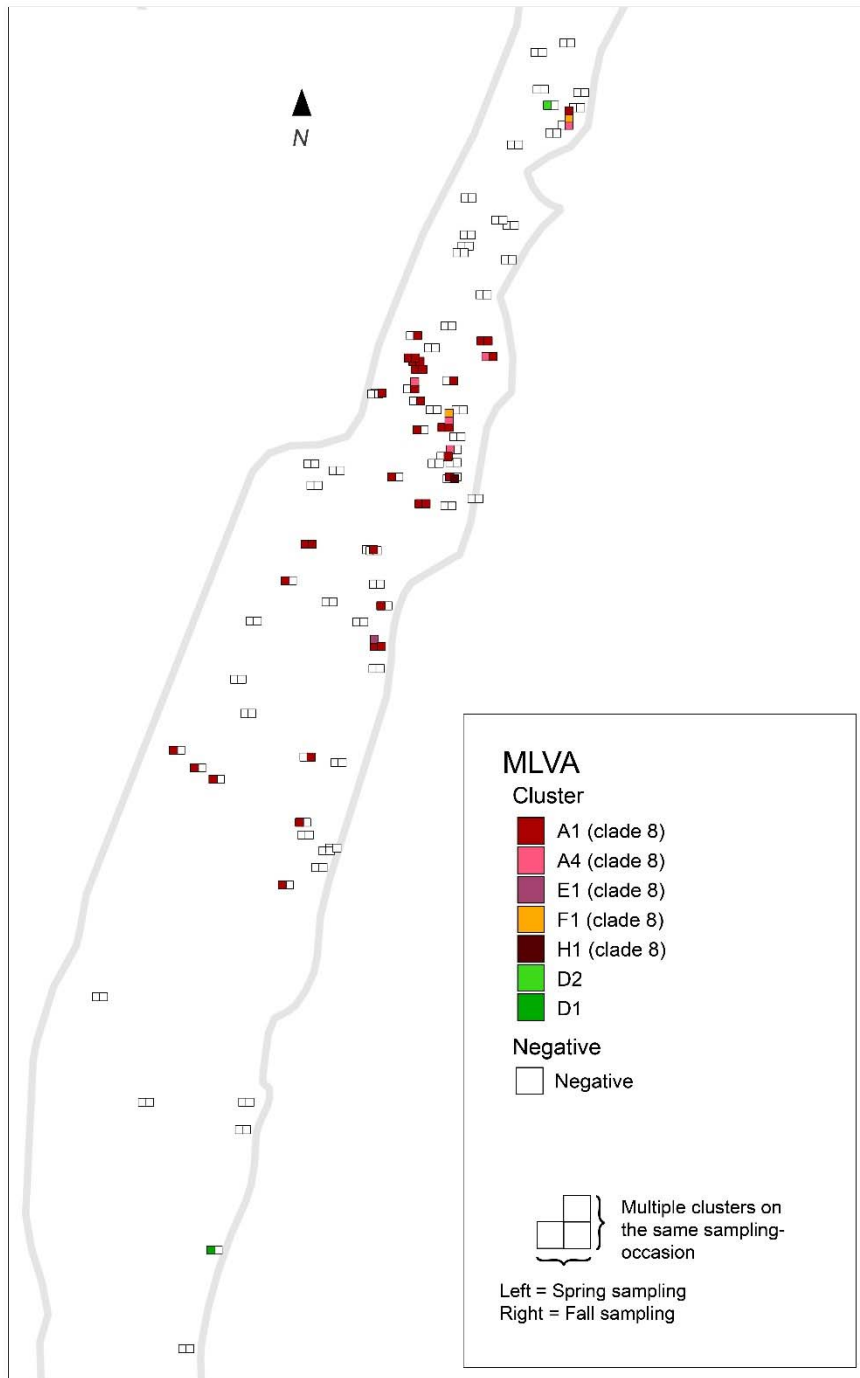 N
MLVA
Cluster
A1 (clade 8)
A4 (clade 8)
E1 (clade 8)
F1 (clade 8)
H1 (clade 8)
D2
D1
Negative
Negative
Multiple clusters on
the same sampling-
occasion
Left = Spring sampling
Right = Fall sampling